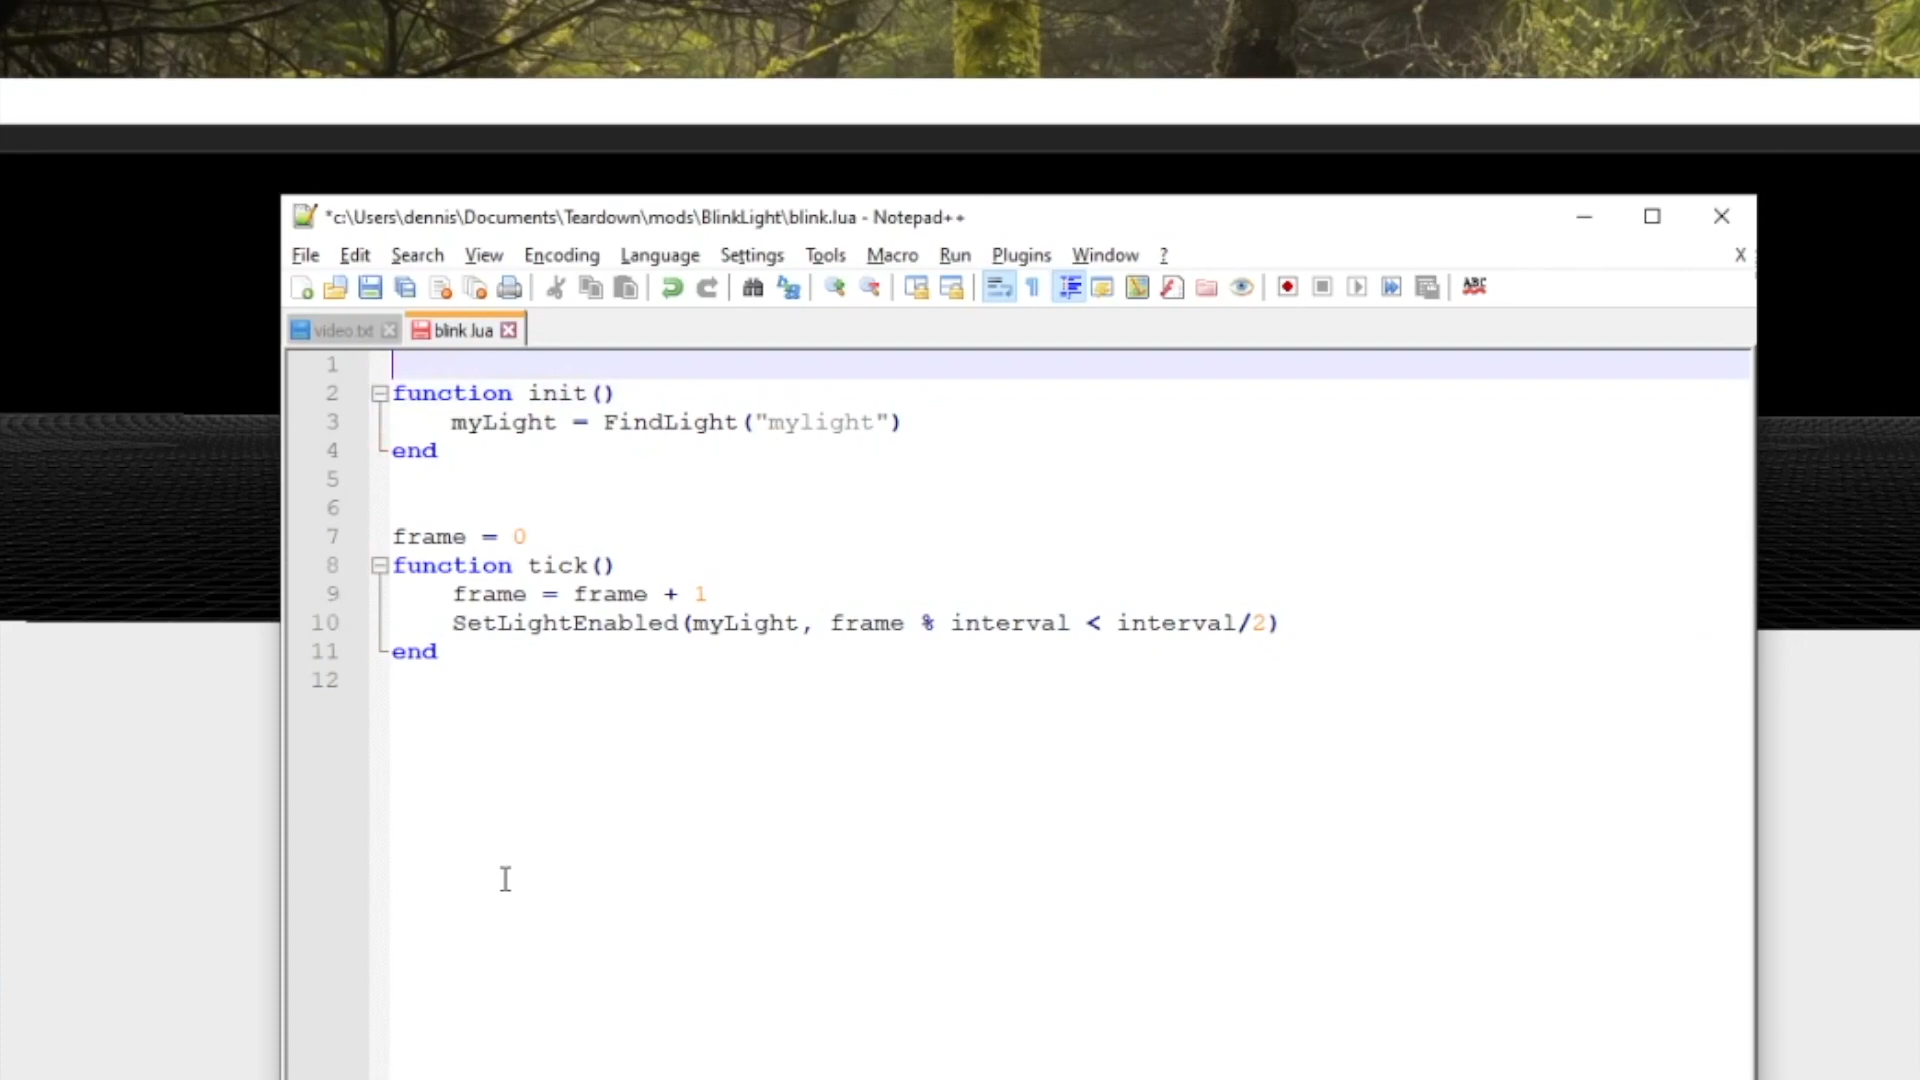 *c:\Users\dennis\Documents\Teardown\mods\BlinkLight\blink.lua - Notepad++
File Edit Search View Encoding Language Settings Tools Macro Run Plugins Window ? X
ABC
video.txt blink.lua
1
2 function init()
3 myLight = FindLight("mylight")
4 end
5
6
7 frame = 0
8 function tick()
9 frame = frame + 1
10 SetLightEnabled(myLight, frame % interval < interval/2)
11 end
12